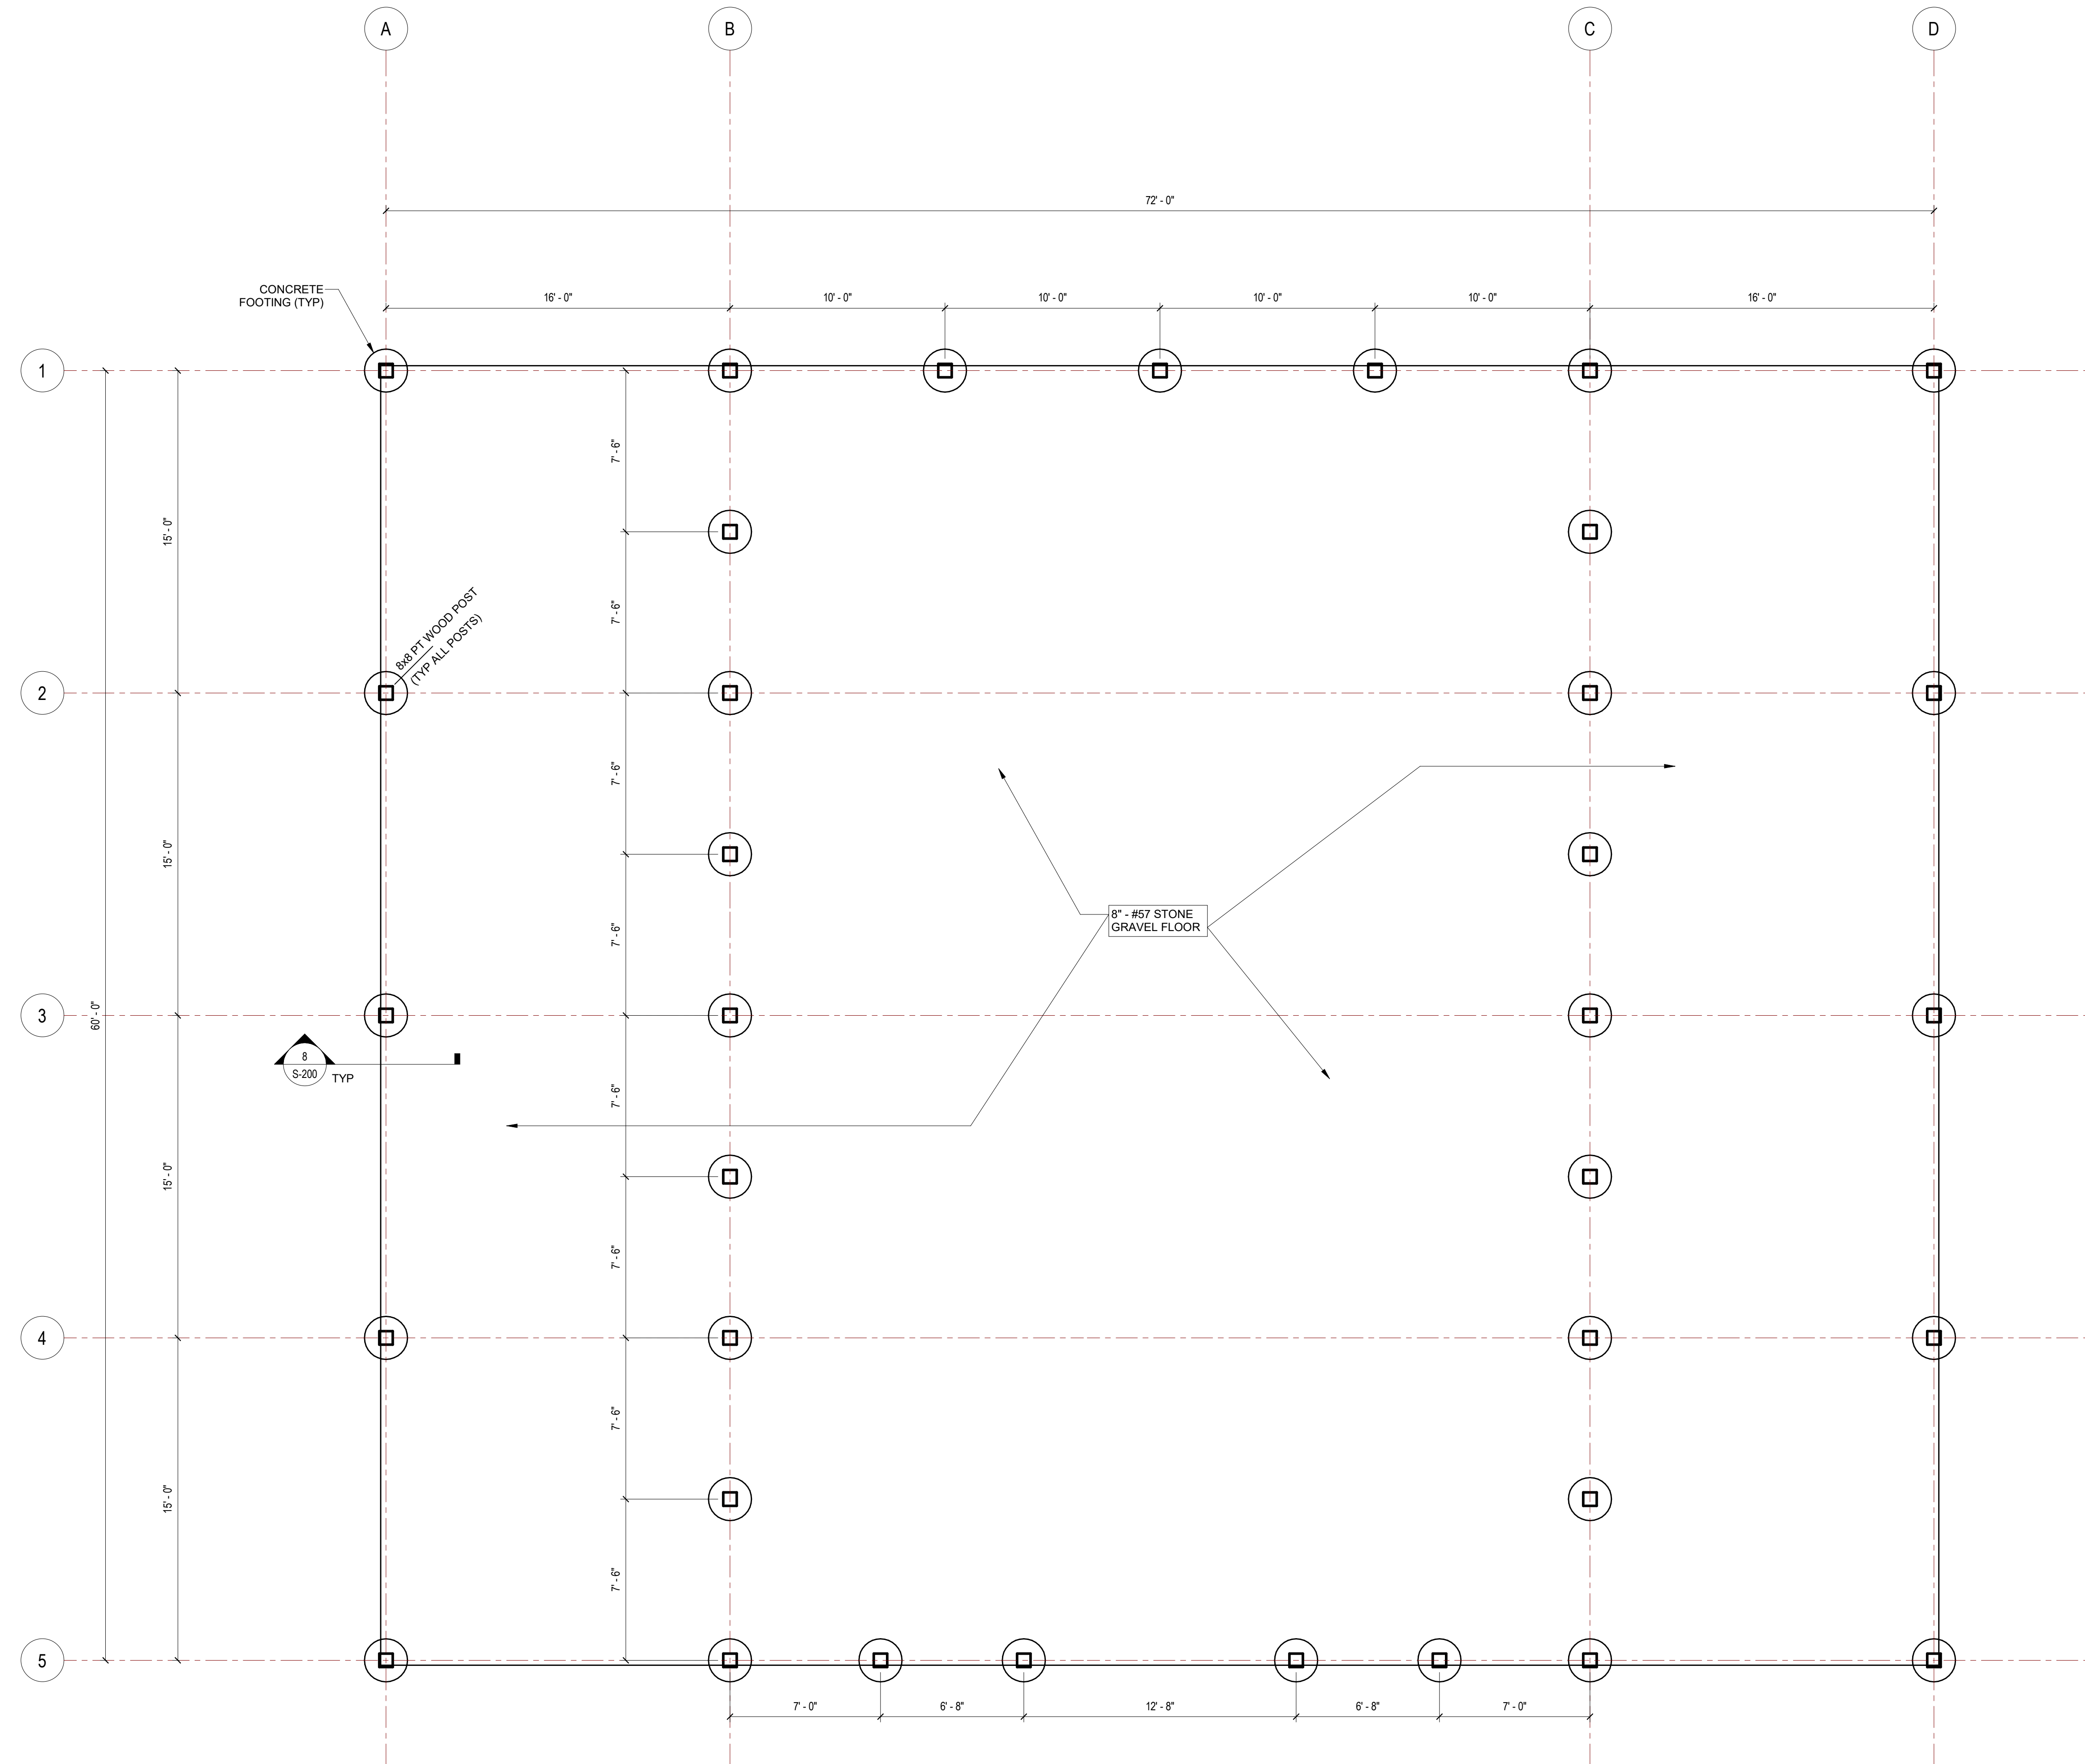 A
B
C
D
72' - 0"
CONCRETE
FOOTING (TYP)
16' - 0"
10' - 0"
10' - 0"
10' - 0"
10' - 0"
16' - 0"
1
7' - 6"
15' - 0"
7' - 6"
8x8 PT WOOD POST
(TYP ALL POSTS)
2
7' - 6"
15' - 0"
8" - #57 STONE
GRAVEL FLOOR
7' - 6"
3
60' - 0"
8
S-200
TYP
7' - 6"
15' - 0"
7' - 6"
4
7' - 6"
15' - 0"
7' - 6"
5
7' - 0"
6' - 8"
12' - 8"
6' - 8"
7' - 0"